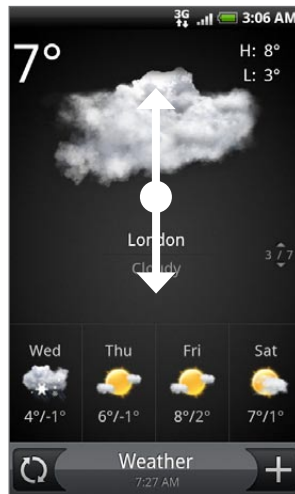 3G 3:06 AM
7° H: 8°
L: 3°
London
Cloudy
3 / 7
Wed Thu Fri Sat
4°/-1° 6°/-1° 8°/2° 7°/1°
Weather
7:27 AM